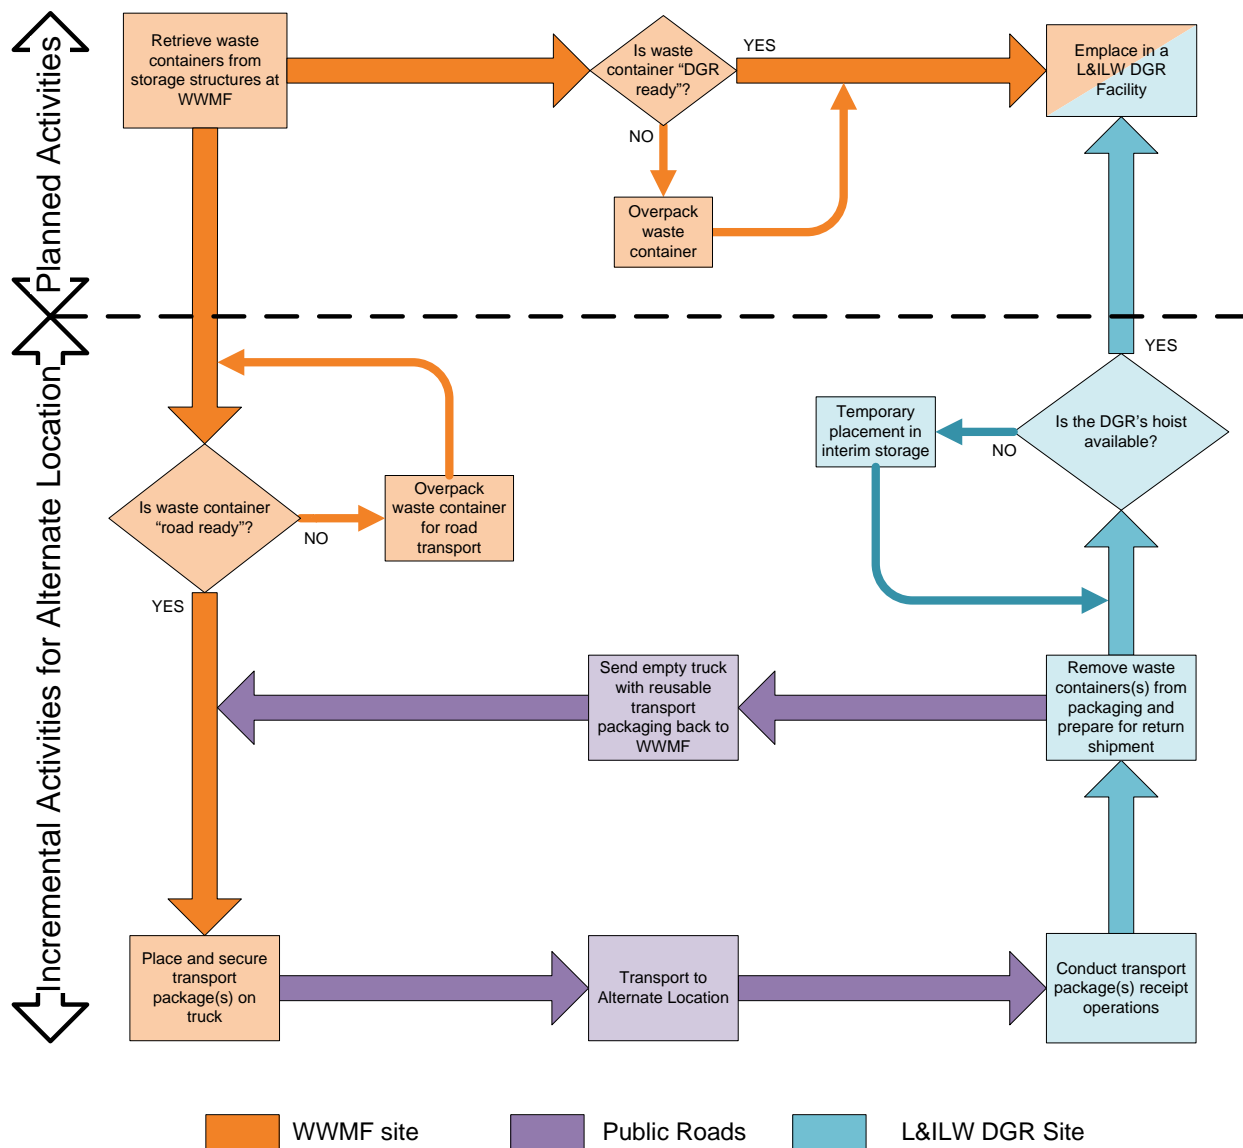 Planned Activities
Retrieve waste
containers from
storage structures at
WWMF
Is waste
container “DGR
ready”?
YES
NO
Overpack
waste
container
Emplace in a
L&ILW DGR
Facility
Incremental Activities for Alternate Location
Is waste container
“road ready”?
NO
YES
Overpack
waste container
for road
transport
Temporary
placement in
interim storage
NO
Is the DGR’s hoist
available?
YES
Send empty truck
with reusable
transport
packaging back to
WWMF
Remove waste
containers(s) from
packaging and
prepare for return
shipment
Place and secure
transport
package(s) on
truck
Transport to
Alternate Location
Conduct transport
package(s) receipt
operations
WWMF site
Public Roads
L&ILW DGR Site